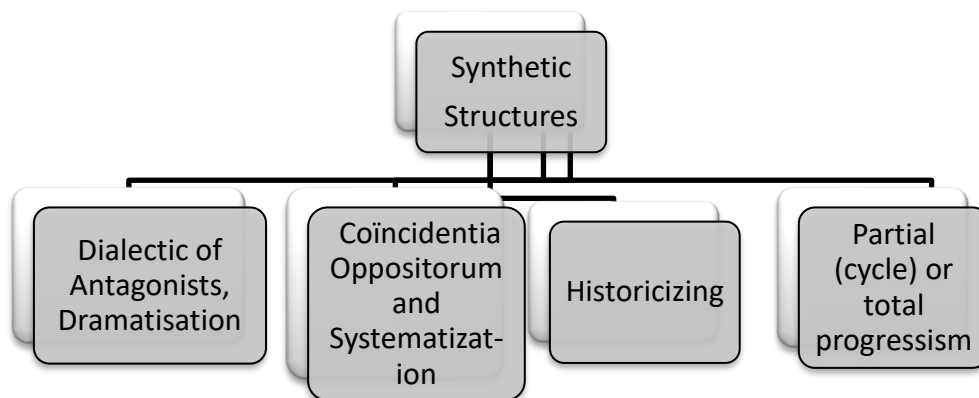 Synthetic
Structures
Dialectic of
Antagonists,
Dramatisation
Coïncidentia
Oppositorum
and
Systematizat-
ion
Historicizing
Partial
(cycle) or
total
progressism